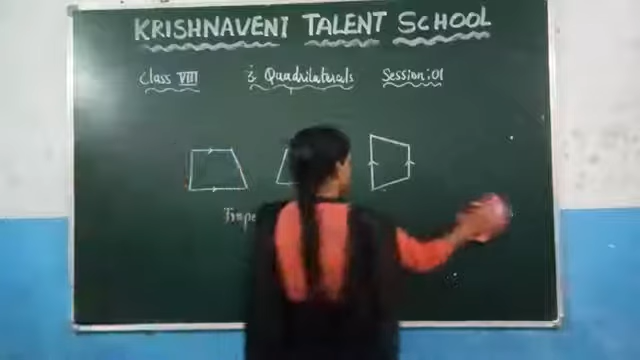 KRISHNAVENI TALENT SCHOOL
Class VIII 3 Quadrilaterals Session:01